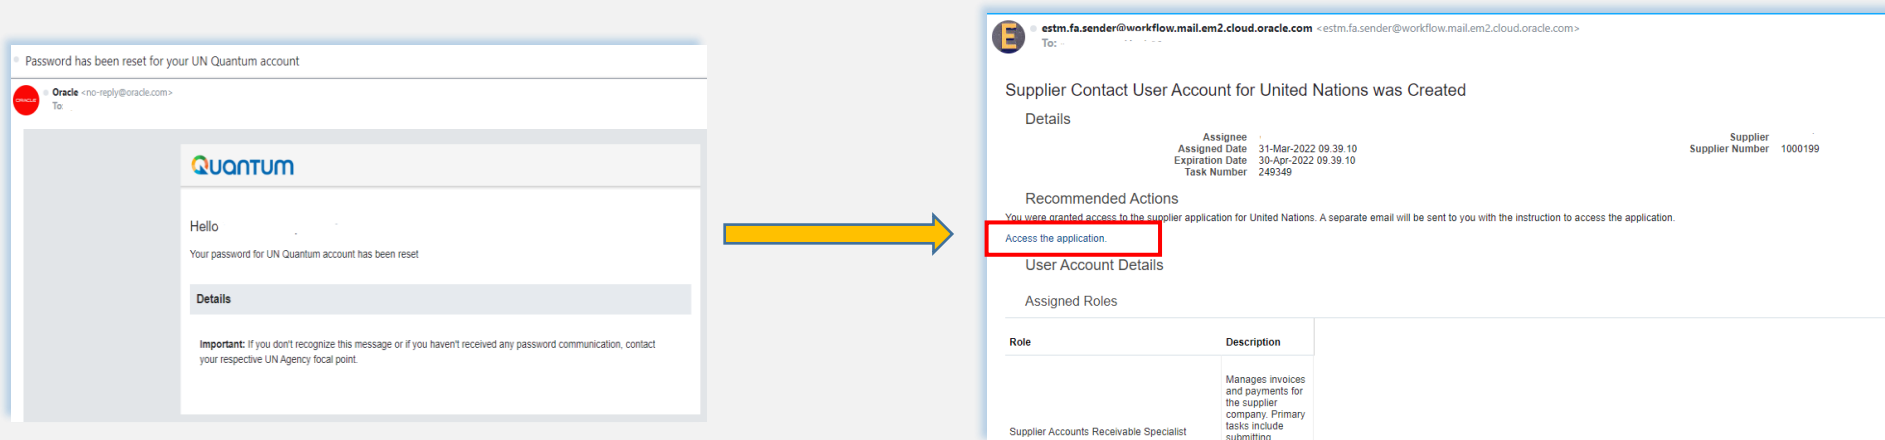 Password has been reset for your UN Quantum account
ORACLE
Oracle <no-reply@oracle.com>
To:
QUANTUM
Hello
Your password for UN Quantum account has been reset
Details
Important: If you don't recognize this message or if you haven't received any password communication, contact
your respective UN Agency focal point.
E
estm.fa.sender@workflow.mail.em2.cloud.oracle.com <estm.fa.sender@workflow.mail.em2.cloud.oracle.com>
To:
Supplier Contact User Account for United Nations was Created
Details
Assignee
Supplier
Assigned Date 31-Mar-2022 09.39.10
Supplier Number 1000199
Expiration Date 30-Apr-2022 09.39.10
Task Number 249349
Recommended Actions
You were granted access to the supplier application for United Nations. A separate email will be sent to you with the instruction to access the application.
Access the application.
User Account Details
Assigned Roles
Role Description
Manages invoices
and payments for
the supplier
company. Primary
tasks include
Supplier Accounts Receivable Specialist
submitting